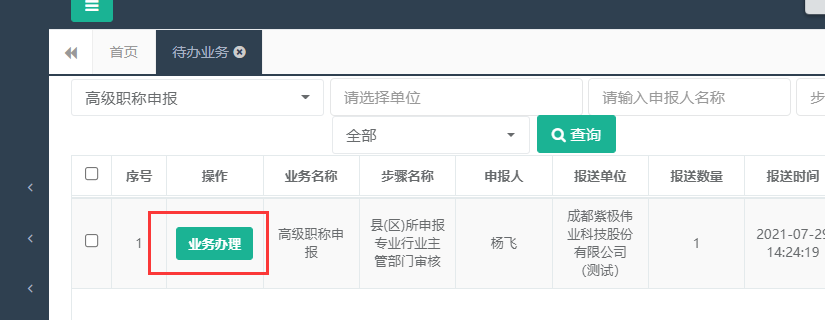 首页
待办业务
高级职称申报
请选择单位
请输入申报人名称
步
全部
查询
序号
操作
业务名称
步骤名称
申报人
报送单位
报送数量
报送时间
1
业务办理
高级职称申
报
县(区)所申报
专业行业主
管部门审核
杨飞
成都紫极伟
业科技股份
有限公司
（测试）
1
2021-07-29
14:24:19